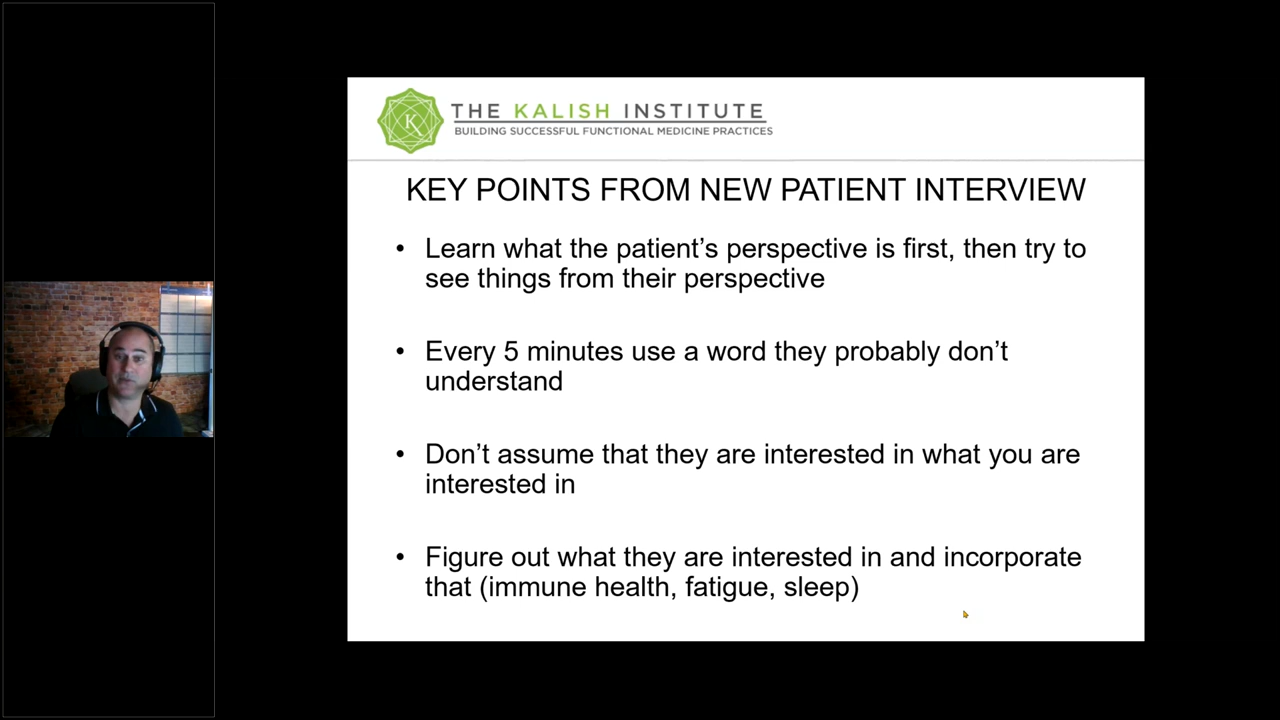 THE KALISH INSTITUTE
BUILDING SUCCESSFUL FUNCTIONAL MEDICINE PRACTICES
K
KEY POINTS FROM NEW PATIENT INTERVIEW
• Learn what the patient’s perspective is first, then try to
see things from their perspective
• Every 5 minutes use a word they probably don’t
understand
• Don’t assume that they are interested in what you are
interested in
• Figure out what they are interested in and incorporate
that (immune health, fatigue, sleep)